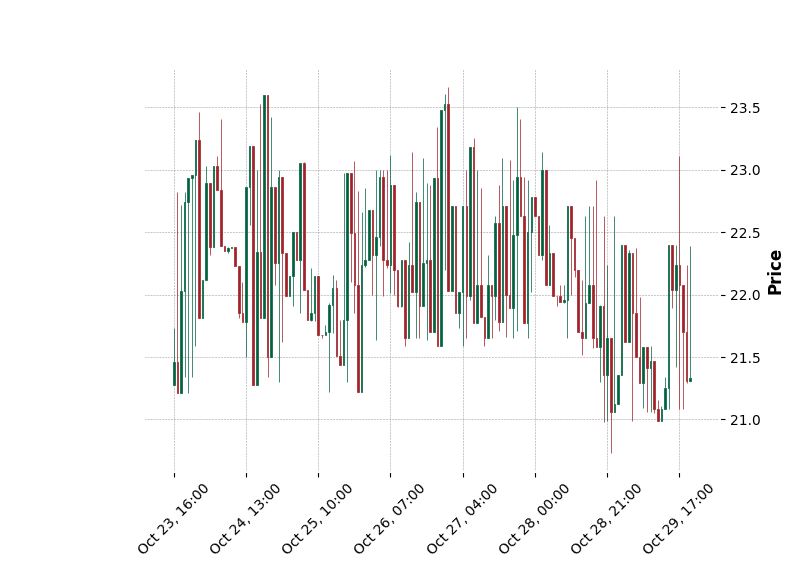 23.5
23.0
22.5
22.0
21.5
21.0
Price
Oct 23, 16:00
Oct 24, 13:00
Oct 25, 10:00
Oct 26, 07:00
Oct 27, 04:00
Oct 28, 00:00
Oct 28, 21:00
Oct 29, 17:00